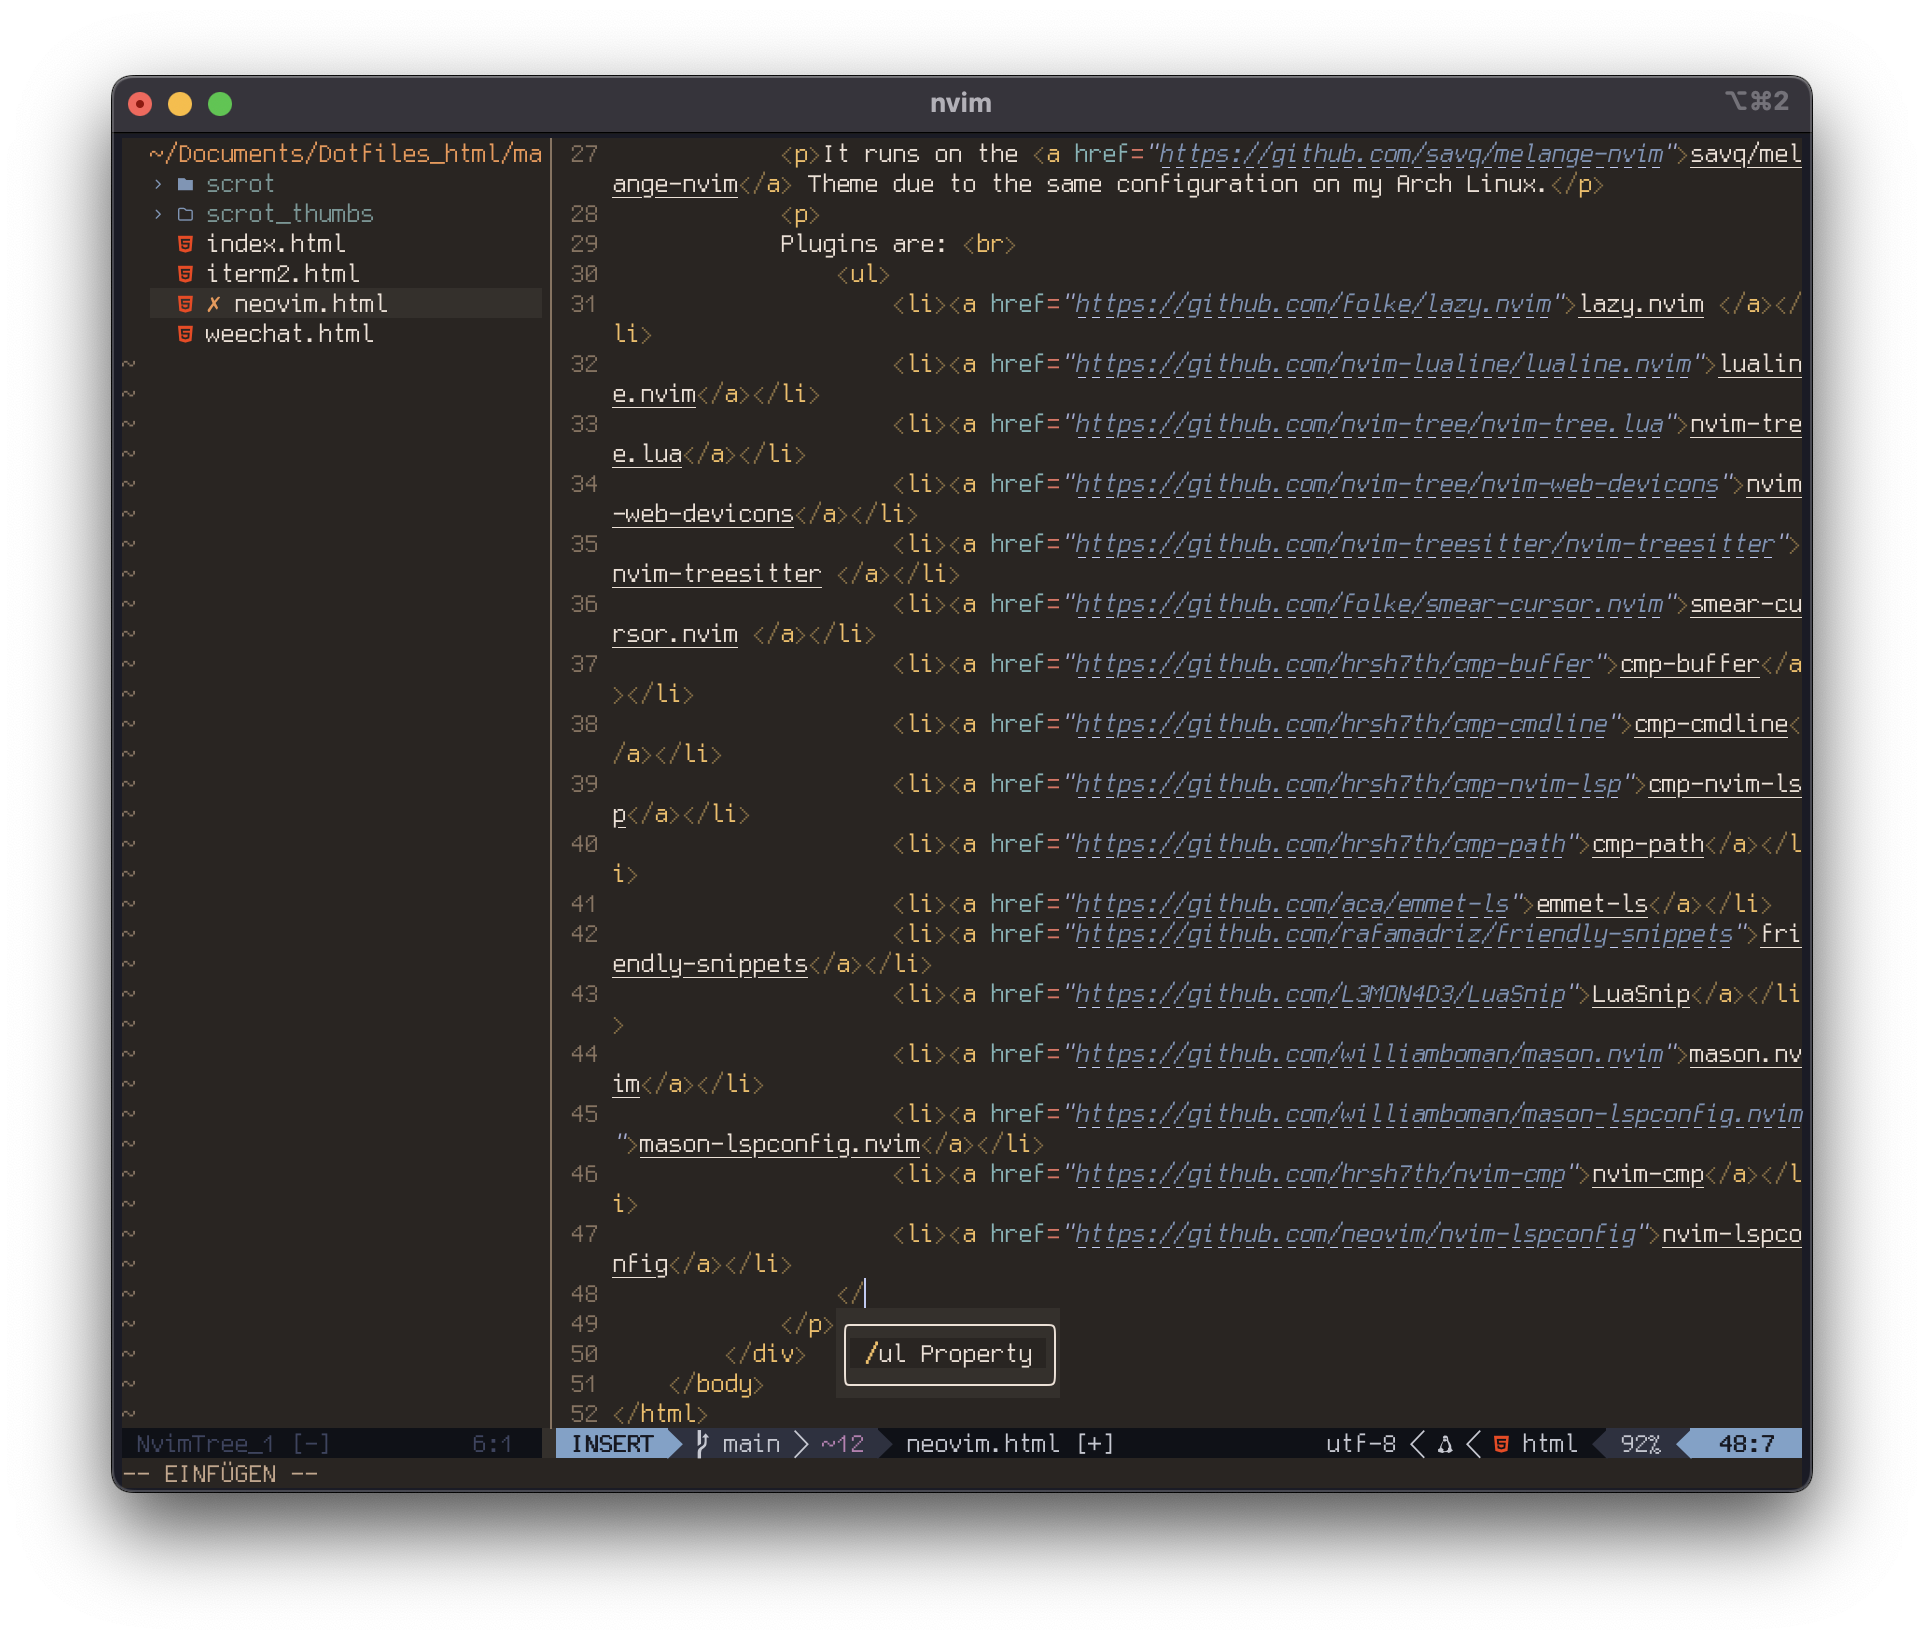 nvim
⌥⌘2
~/Documents/Dotfiles_html/ma
scrot
scrot_thumbs
index.html
iterm2.html
✗ neovim.html
weechat.html
27 <p>It runs on the <a href="https://github.com/savq/melange-nvim">savq/mel
ange-nvim</a> Theme due to the same configuration on my Arch Linux.</p>
28 <p>
29 Plugins are: <br>
30 <ul>
31 <li><a href="https://github.com/folke/lazy.nvim">lazy.nvim </a></
li>
32 <li><a href="https://github.com/nvim-lualine/lualine.nvim">lualin
e.nvim</a></li>
33 <li><a href="https://github.com/nvim-tree/nvim-tree.lua">nvim-tre
e.lua</a></li>
34 <li><a href="https://github.com/nvim-tree/nvim-web-devicons">nvim
-web-devicons</a></li>
35 <li><a href="https://github.com/nvim-treesitter/nvim-treesitter">
nvim-treesitter </a></li>
36 <li><a href="https://github.com/folke/smear-cursor.nvim">smear-cu
rsor.nvim </a></li>
37 <li><a href="https://github.com/hrsh7th/cmp-buffer">cmp-buffer</a
></li>
38 <li><a href="https://github.com/hrsh7th/cmp-cmdline">cmp-cmdline<
/a></li>
39 <li><a href="https://github.com/hrsh7th/cmp-nvim-lsp">cmp-nvim-ls
p</a></li>
40 <li><a href="https://github.com/hrsh7th/cmp-path">cmp-path</a></l
i>
41 <li><a href="https://github.com/aca/emmet-ls">emmet-ls</a></li>
42 <li><a href="https://github.com/rafamadriz/friendly-snippets">fri
endly-snippets</a></li>
43 <li><a href="https://github.com/L3MON4D3/LuaSnip">LuaSnip</a></li
>
44 <li><a href="https://github.com/williamboman/mason.nvim">mason.nv
im</a></li>
45 <li><a href="https://github.com/williamboman/mason-lspconfig.nvim
">mason-lspconfig.nvim</a></li>
46 <li><a href="https://github.com/hrsh7th/nvim-cmp">nvim-cmp</a></l
i>
47 <li><a href="https://github.com/neovim/nvim-lspconfig">nvim-lspco
nfig</a></li>
48 </
49 </p>
/ul Property
50 </div>
51 </body>
52 </html>
NvimTree_1 [-] 6:1
INSERT main ~12 neovim.html [+] utf-8 html 92% 48:7
-- EINFÜGEN --